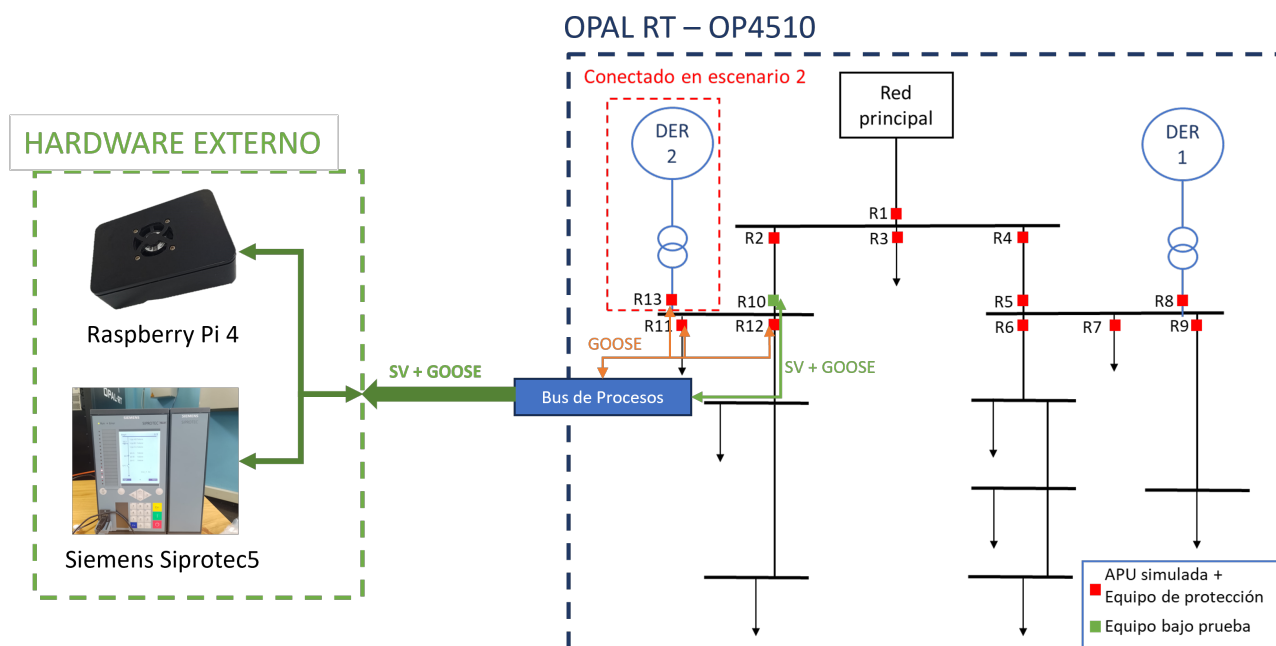 OPAL RT – OP4510
Conectado en escenario 2
Red
principal
DER
2
DER
1
HARDWARE EXTERNO
R1
R2
R3
R4
R13
R10
R5
R8
R11
R12
R6
R7
R9
Raspberry Pi 4
GOOSE
SV + GOOSE
SV + GOOSE
Bus de Procesos
Siemens Siprotec5
APU simulada +
Equipo de protección
Equipo bajo prueba